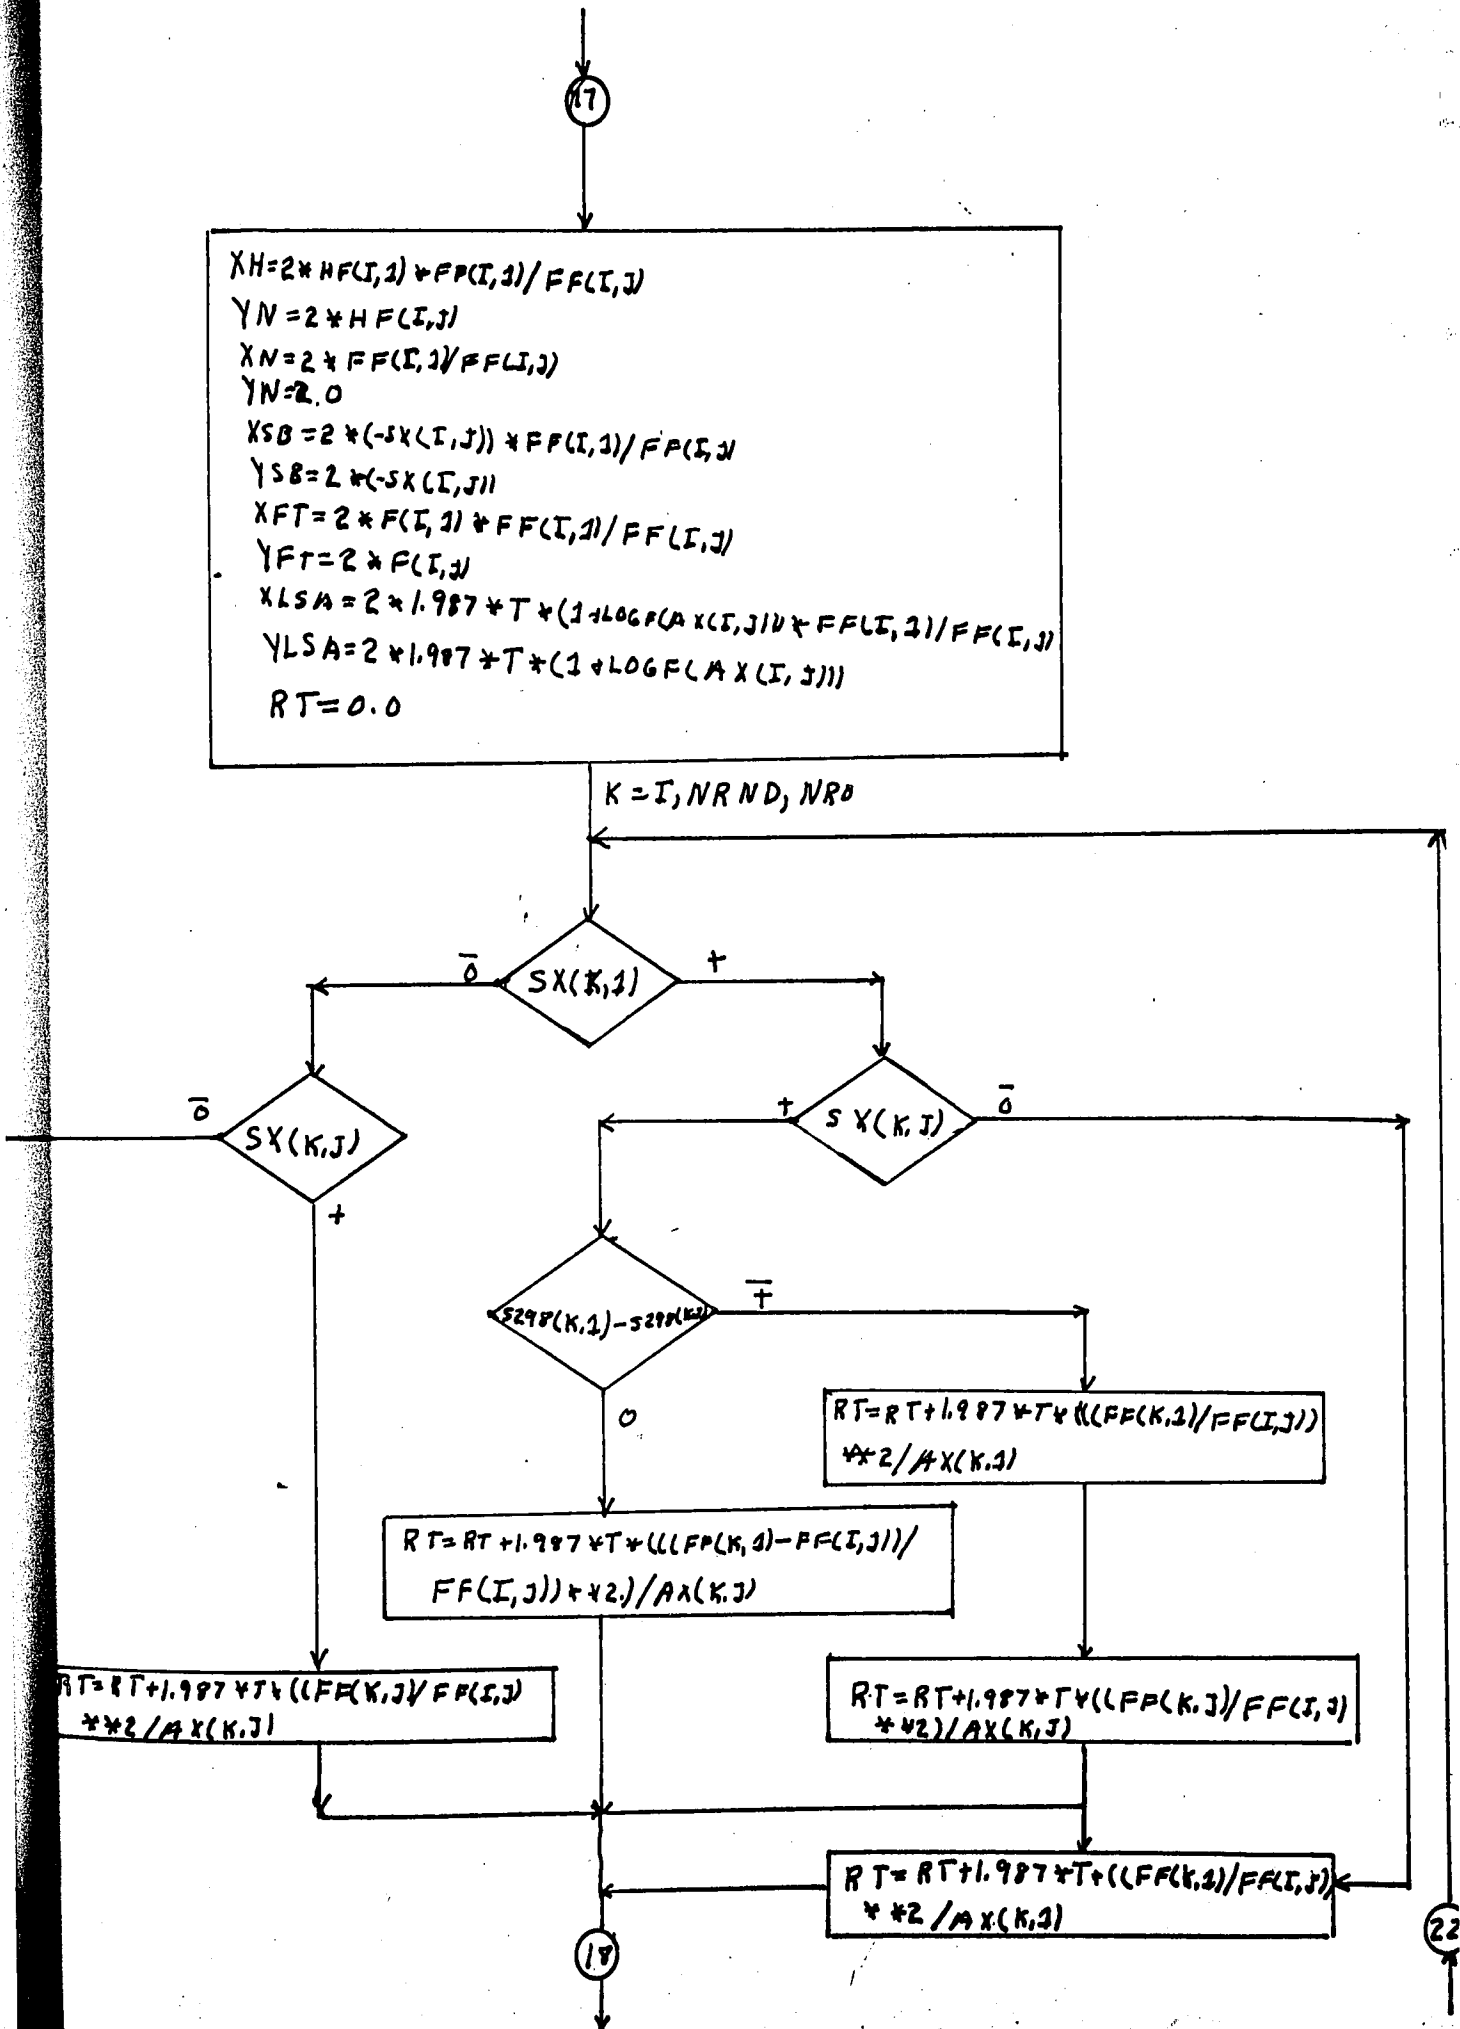 17
XH=2*HF(I,1)*FF(I,1)/FF(I,J)
YN=2*HF(I,J)
XN=2*FF(I,1)/FF(I,J)
YN=2.0
XSB=2*(-SX(I,J))*FF(I,1)/FF(I,J)
YSB=2*(-SX(I,J))
XFT=2*F(I,1)*FF(I,1)/FF(I,J)
YFT=2*F(I,J)
XLSA=2*1.987*T*(1+LOGF(AX(I,J)))*FF(I,1)/FF(I,J)
YLSA=2*1.987*T*(1+LOGF(AX(I,J)))
RT=0.0
K=I,NRND,NRO
SX(K,1)
-
0
+
SX(K,J)
-
0
+
SX(K,J)
+
-
0
S298(K,1)-S298(K,J)
-
+
0
RT=RT+1.987*T*(((FF(K,1)/FF(I,J))
**2/AX(K,1)
RT=RT+1.987*T*((((FF(K,1)-FF(I,J))/
FF(I,J))**2.)/AX(K,J)
RT=RT+1.987*T*((FF(K,J)/FF(I,J)
**2/AX(K,J)
RT=RT+1.987*T*((FF(K,J)/FF(I,J)
**2)/AX(K,J)
RT=RT+1.987*T*((FF(K,1)/FF(I,J))
**2/AX(K,1)
18
22